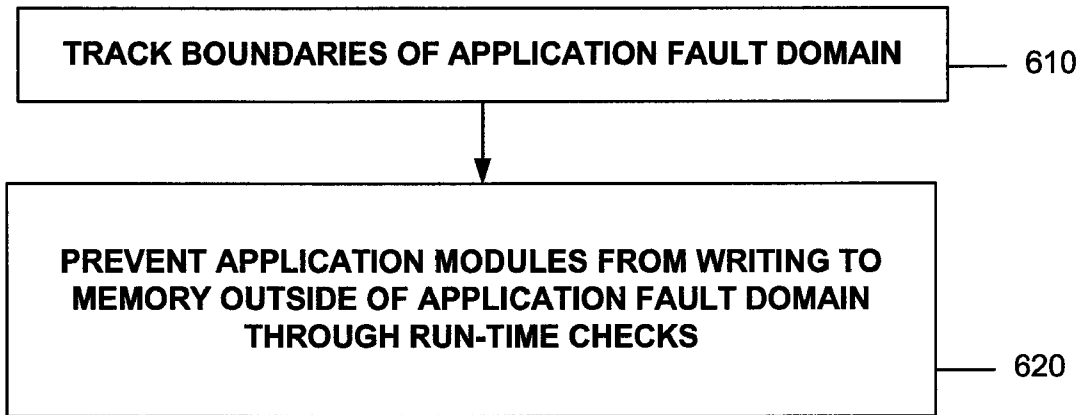 TRACK BOUNDARIES OF APPLICATION FAULT DOMAIN
610
PREVENT APPLICATION MODULES FROM WRITING TO
MEMORY OUTSIDE OF APPLICATION FAULT DOMAIN
THROUGH RUN-TIME CHECKS
620